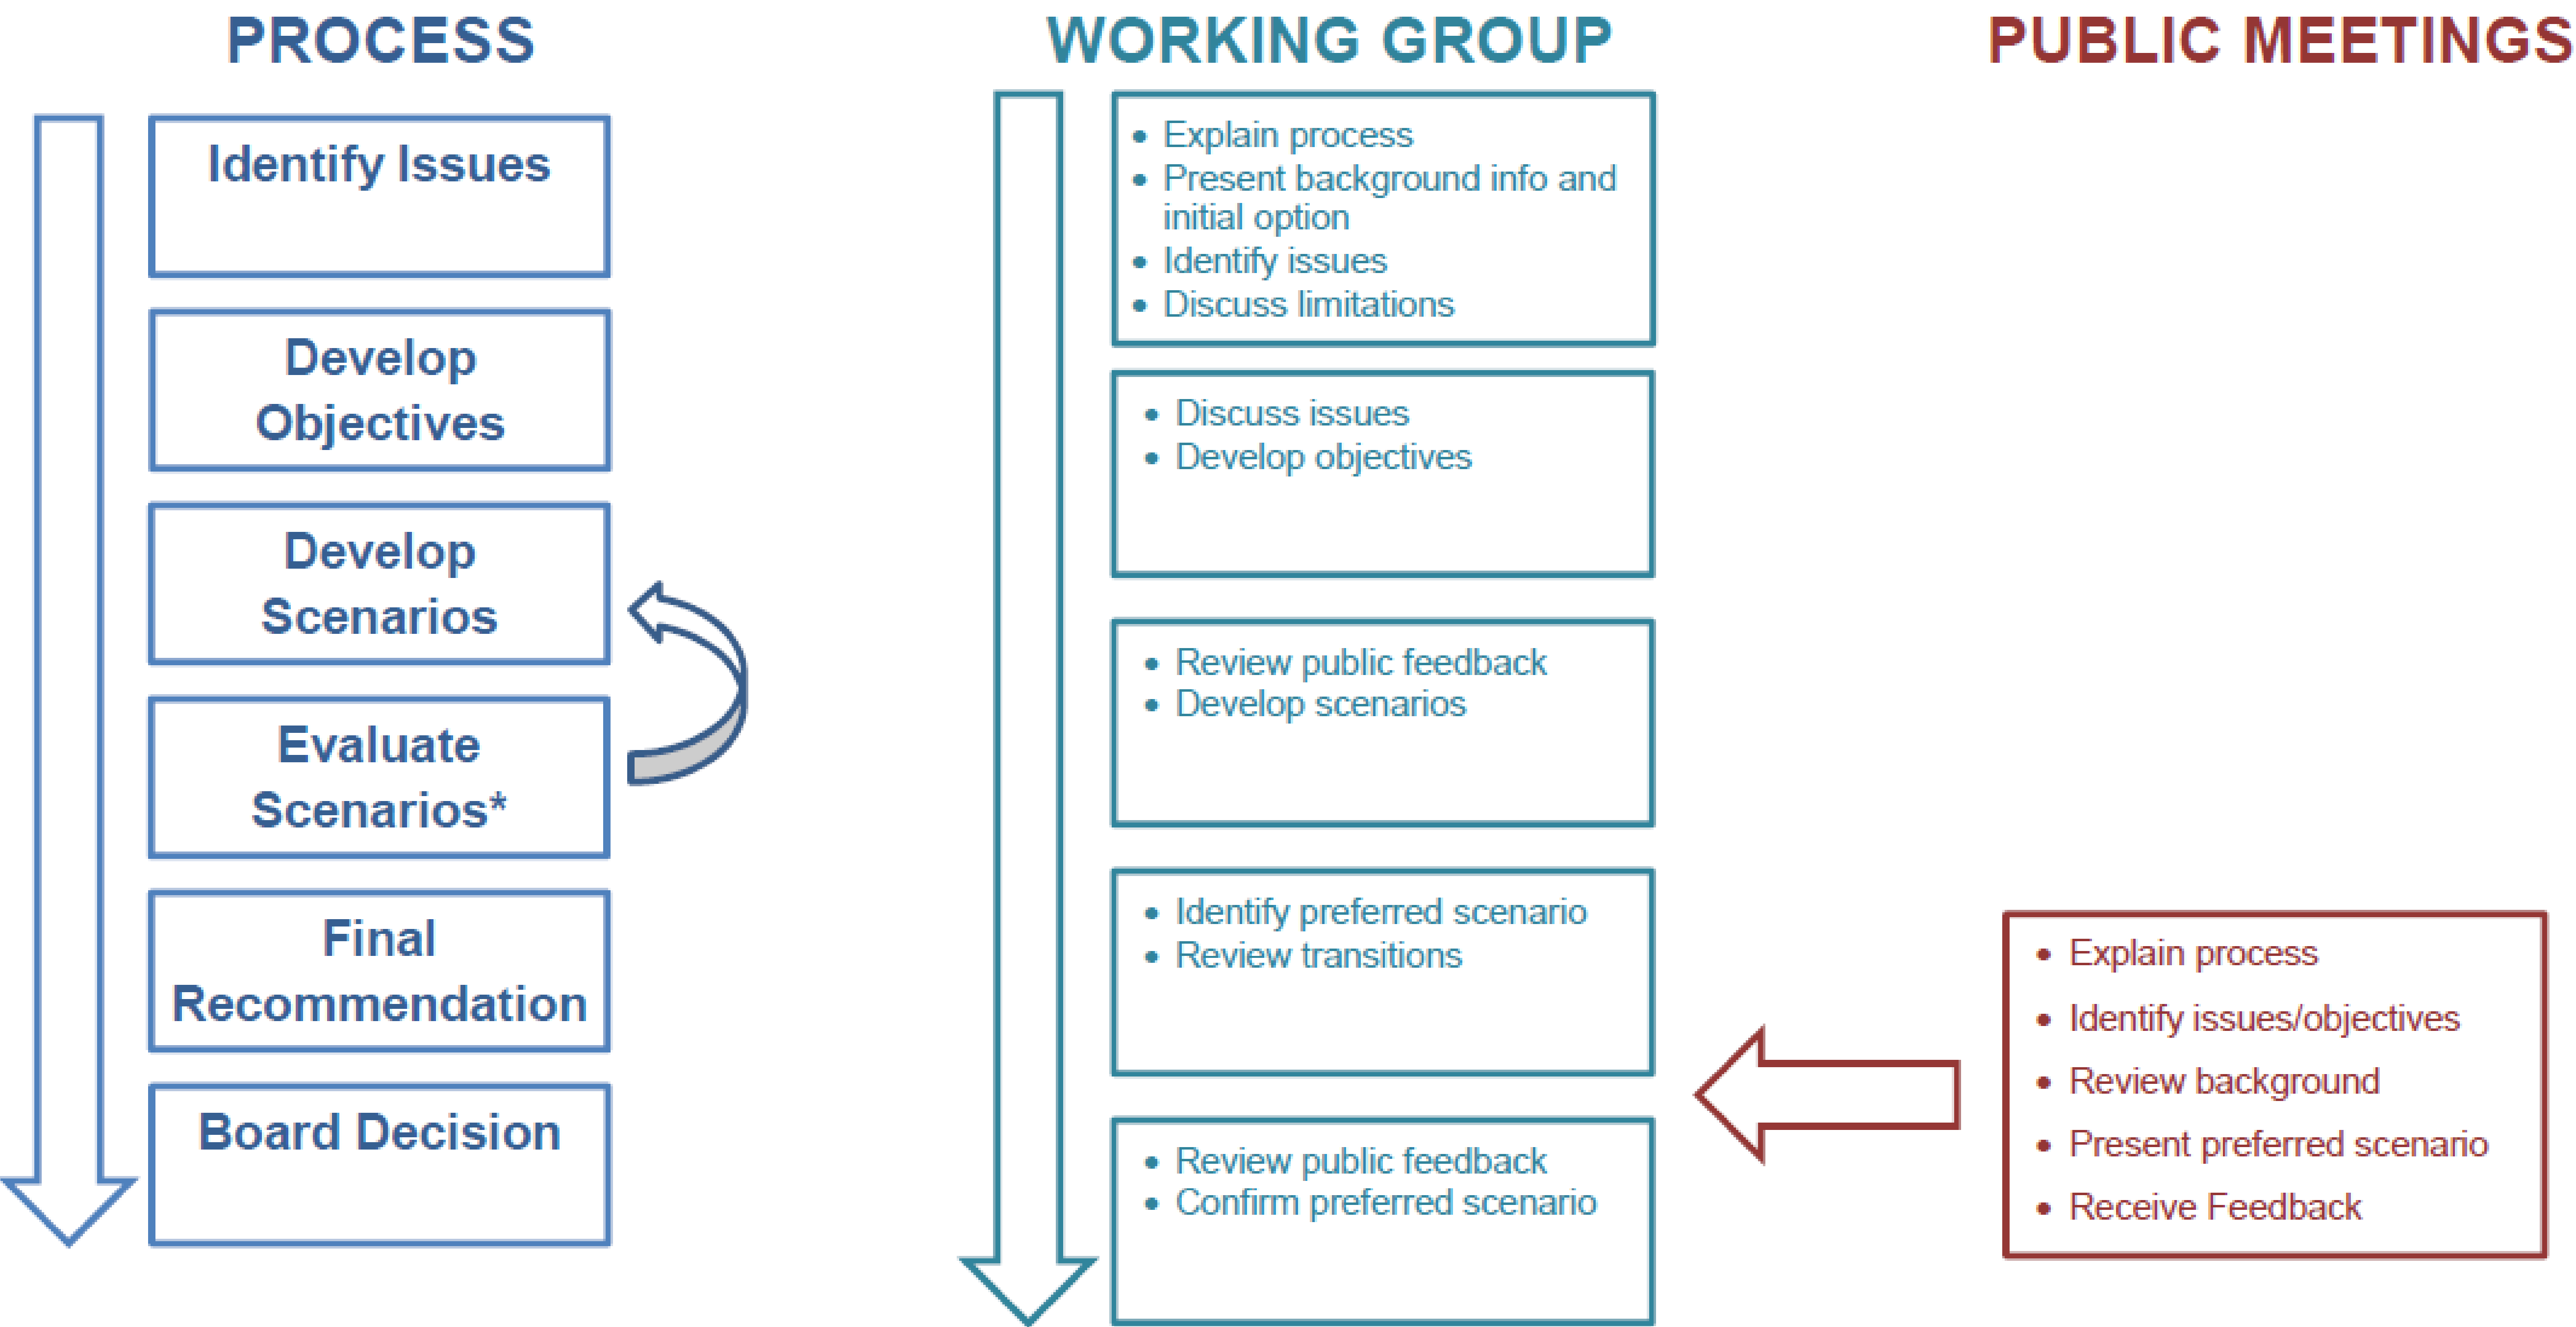 PROCESS
Identify Issues
Develop
Objectives
Develop
Scenarios
Evaluate
Scenarios*
Final
Recommendation
Board Decision
WORKING GROUP
• Explain process
• Present background info and
initial option
• Identify issues
• Discuss limitations
• Discuss issues
• Develop objectives
• Review public feedback
• Develop scenarios
• Identify preferred scenario
• Review transitions
• Review public feedback
• Confirm preferred scenario
PUBLIC MEETINGS
• Explain process
• Identify issues/objectives
• Review background
• Present preferred scenario
• Receive Feedback